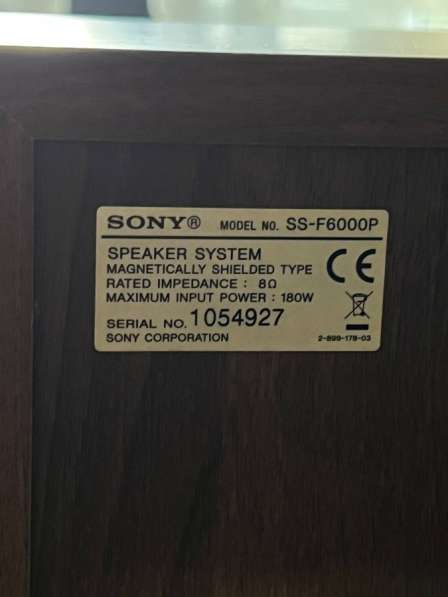 SONY® MODEL NO. SS-F6000P
SPEAKER SYSTEM
MAGNETICALLY SHIELDED TYPE
RATED IMPEDANCE : 8Ω
MAXIMUM INPUT POWER : 180W
CE
SERIAL NO. 1054927
SONY CORPORATION 2-899-178-03